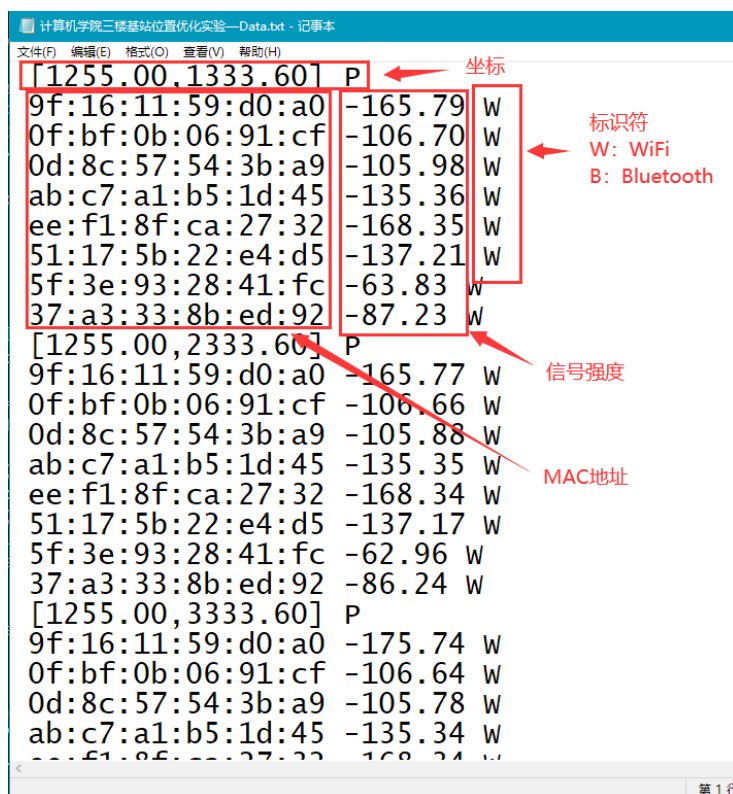 计算机学院三楼基站位置优化实验—Data.txt - 记事本
文件(F) 编辑(E) 格式(O) 查看(V) 帮助(H)
[1255.00,1333.60] P
坐标
9f:16:11:59:d0:a0 -165.79 W
0f:bf:0b:06:91:cf -106.70 W
标识符
0d:8c:57:54:3b:a9 -105.98 W
W: WiFi
B: Bluetooth
ab:c7:a1:b5:1d:45 -135.36 W
ee:f1:8f:ca:27:32 -168.35 W
51:17:5b:22:e4:d5 -137.21 W
5f:3e:93:28:41:fc -63.83 W
37:a3:33:8b:ed:92 -87.23 W
[1255.00,2333.60] P
9f:16:11:59:d0:a0 -165.77 W
信号强度
0f:bf:0b:06:91:cf -106.66 W
0d:8c:57:54:3b:a9 -105.88 W
ab:c7:a1:b5:1d:45 -135.35 W
MAC地址
ee:f1:8f:ca:27:32 -168.34 W
51:17:5b:22:e4:d5 -137.17 W
5f:3e:93:28:41:fc -62.96 W
37:a3:33:8b:ed:92 -86.24 W
[1255.00,3333.60] P
9f:16:11:59:d0:a0 -175.74 W
0f:bf:0b:06:91:cf -106.64 W
0d:8c:57:54:3b:a9 -105.78 W
ab:c7:a1:b5:1d:45 -135.34 W
第 1 行